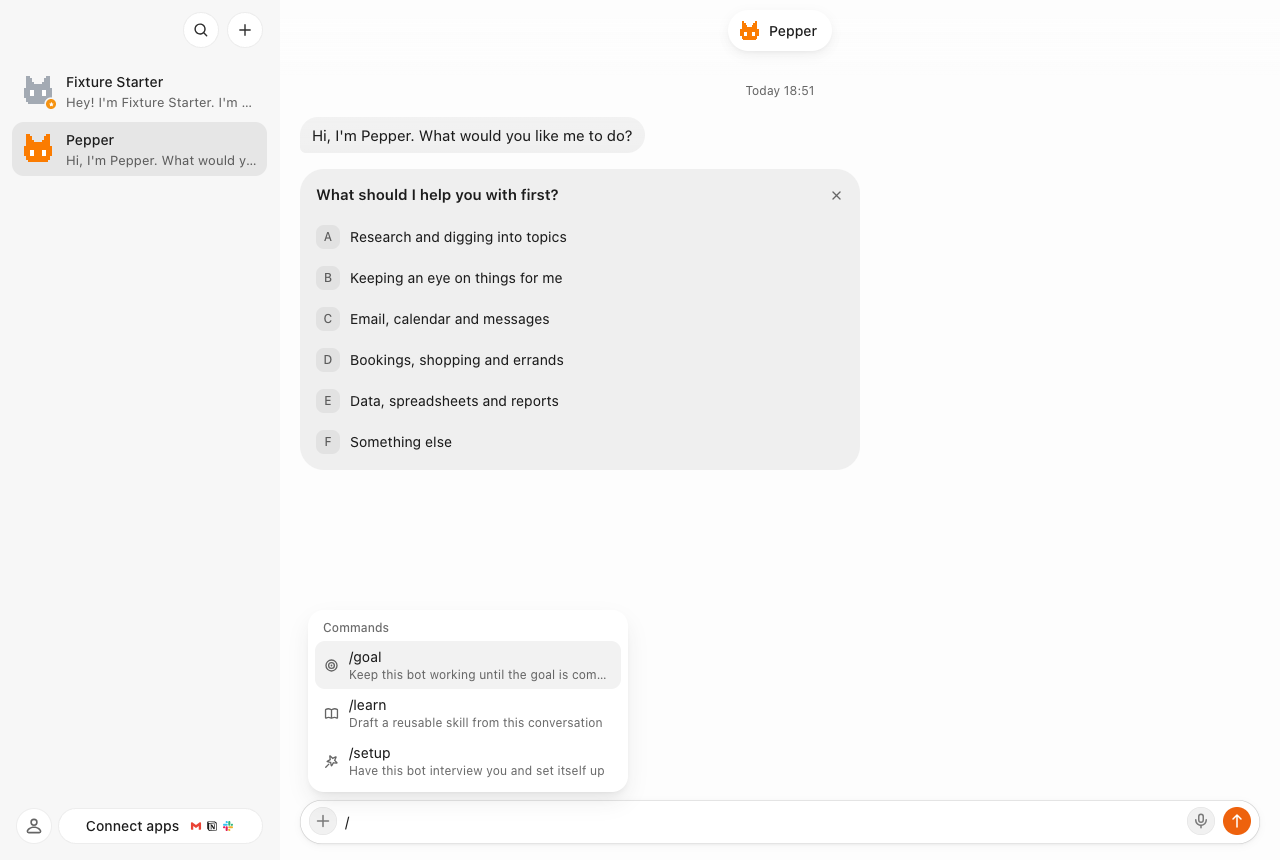 Fixture Starter
Hey! I'm Fixture Starter. I'm ...
Pepper
Hi, I'm Pepper. What would y...
Connect apps
Pepper
Today 18:51
Hi, I'm Pepper. What would you like me to do?
What should I help you with first?
A Research and digging into topics
B Keeping an eye on things for me
C Email, calendar and messages
D Bookings, shopping and errands
E Data, spreadsheets and reports
F Something else
Commands
/goal
Keep this bot working until the goal is com...
/learn
Draft a reusable skill from this conversation
/setup
Have this bot interview you and set itself up
/